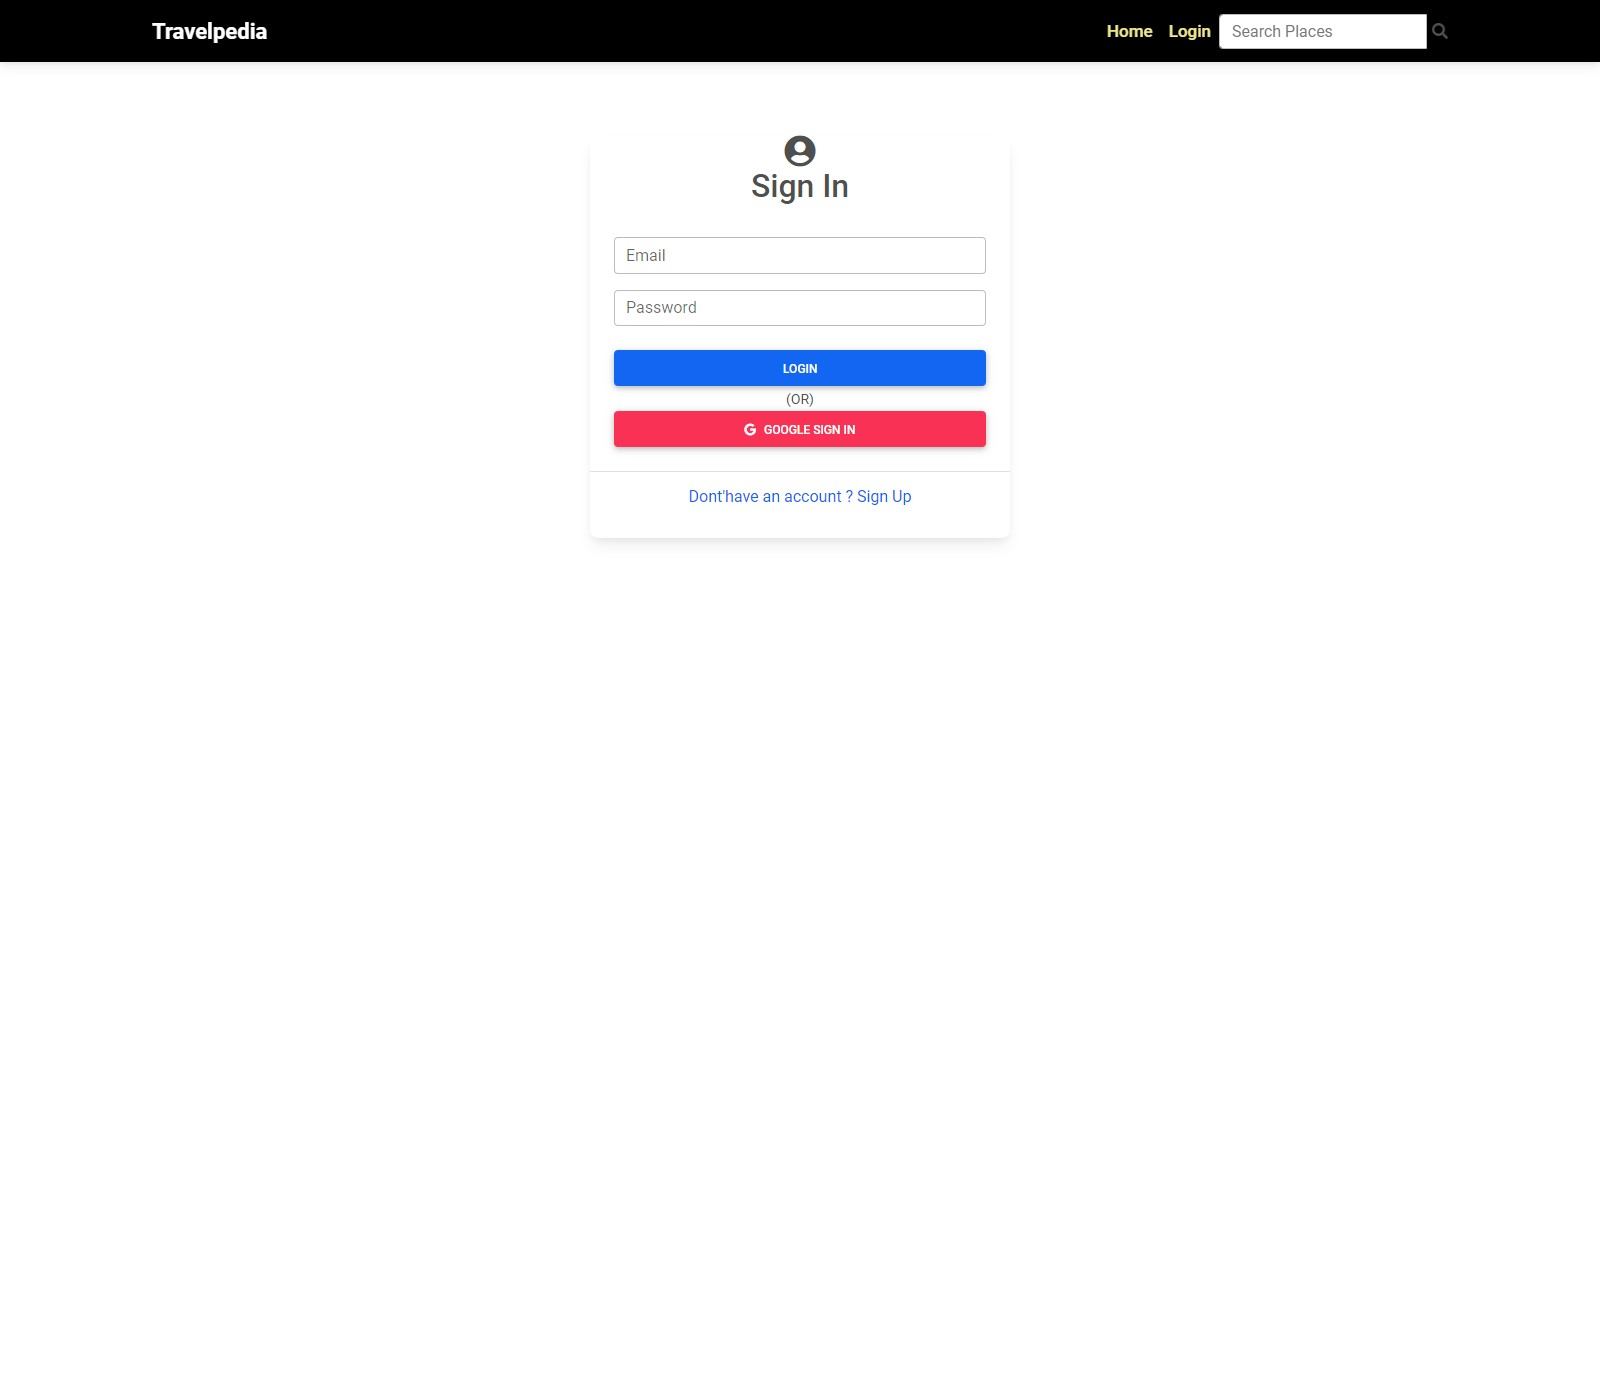 Travelpedia
Home Login Search Places
Sign In
Email
Password
LOGIN
(OR)
GOOGLE SIGN IN
Dont'have an account ? Sign Up